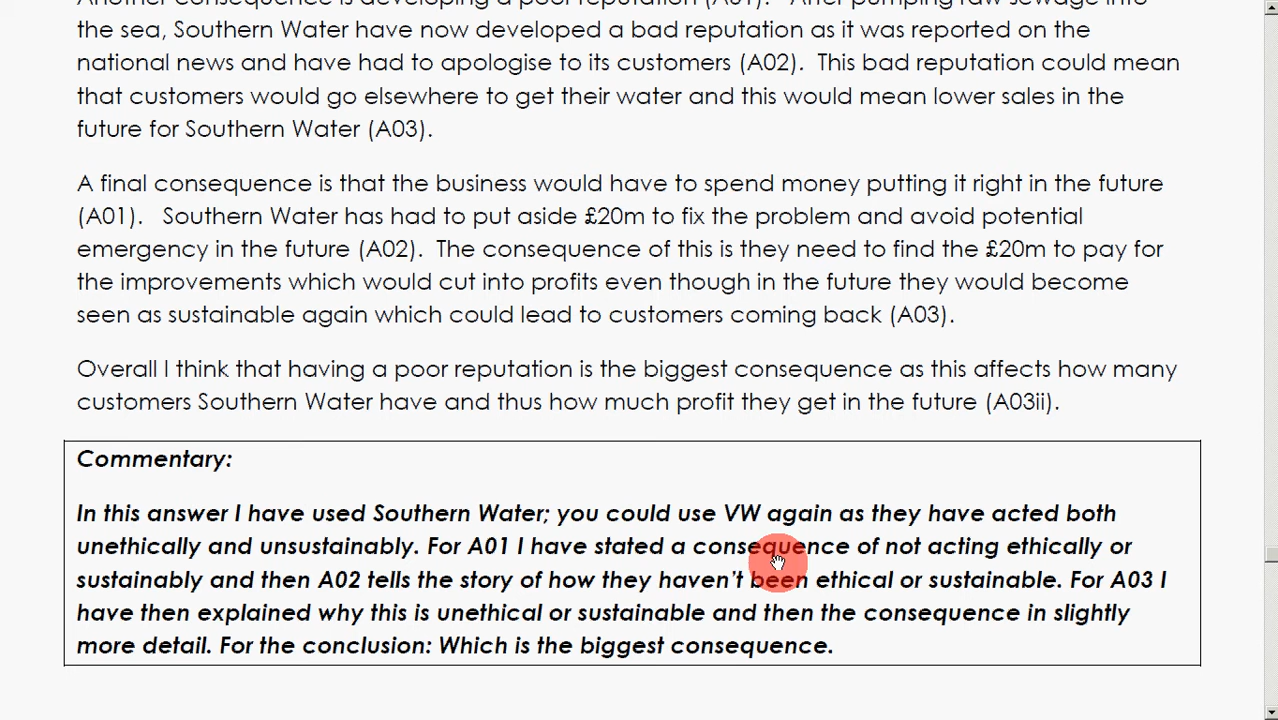 Another consequence is developing a poor reputation (A01). After pumping raw sewage into
the sea, Southern Water have now developed a bad reputation as it was reported on the
national news and have had to apologise to its customers (A02). This bad reputation could mean
that customers would go elsewhere to get their water and this would mean lower sales in the
future for Southern Water (A03).
A final consequence is that the business would have to spend money putting it right in the future
(A01). Southern Water has had to put aside £20m to fix the problem and avoid potential
emergency in the future (A02). The consequence of this is they need to find the £20m to pay for
the improvements which would cut into profits even though in the future they would become
seen as sustainable again which could lead to customers coming back (A03).
Overall I think that having a poor reputation is the biggest consequence as this affects how many
customers Southern Water have and thus how much profit they get in the future (A03ii).
Commentary:
In this answer I have used Southern Water; you could use VW again as they have acted both
unethically and unsustainably. For A01 I have stated a consequence of not acting ethically or
sustainably and then A02 tells the story of how they haven't been ethical or sustainable. For A03 I
have then explained why this is unethical or sustainable and then the consequence in slightly
more detail. For the conclusion: Which is the biggest consequence.